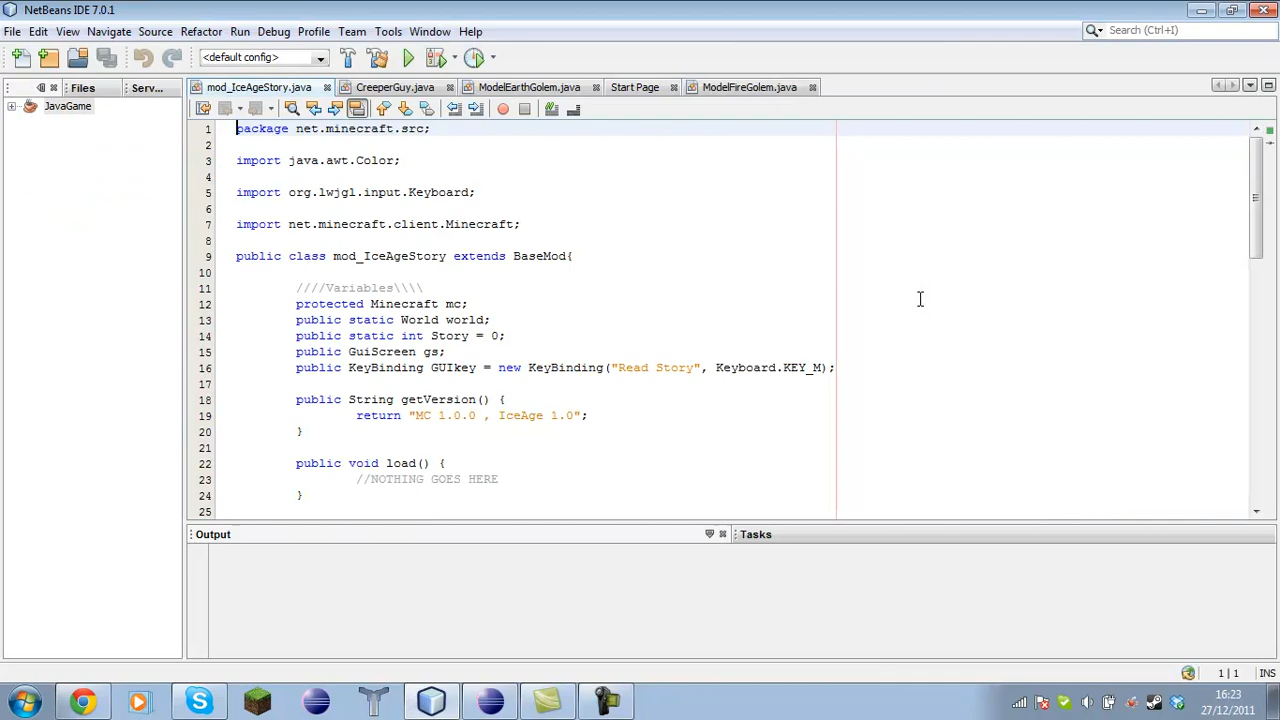 NetBeans IDE 7.0.1
File Edit View Navigate Source Refactor Run Debug Profile Team Tools Window Help
Search (Ctrl+I)
<default config>
Files Serv...
mod_IceAgeStory.java CreeperGuy.java ModelEarthGolem.java Start Page ModelFireGolem.java
JavaGame
1 package net.minecraft.src;
2
3 import java.awt.Color;
4
5 import org.lwjgl.input.Keyboard;
6
7 import net.minecraft.client.Minecraft;
8
9 public class mod_IceAgeStory extends BaseMod{
10
11 ////Variables\\\\
12 protected Minecraft mc;
13 public static World world;
14 public static int Story = 0;
15 public GuiScreen gs;
16 public KeyBinding GUIkey = new KeyBinding("Read Story", Keyboard.KEY_M);
17
18 public String getVersion() {
19 return "MC 1.0.0 , IceAge 1.0";
20 }
21
22 public void load() {
23 //NOTHING GOES HERE
24 }
25
Output
Tasks
1 | 1 INS
16:23
27/12/2011